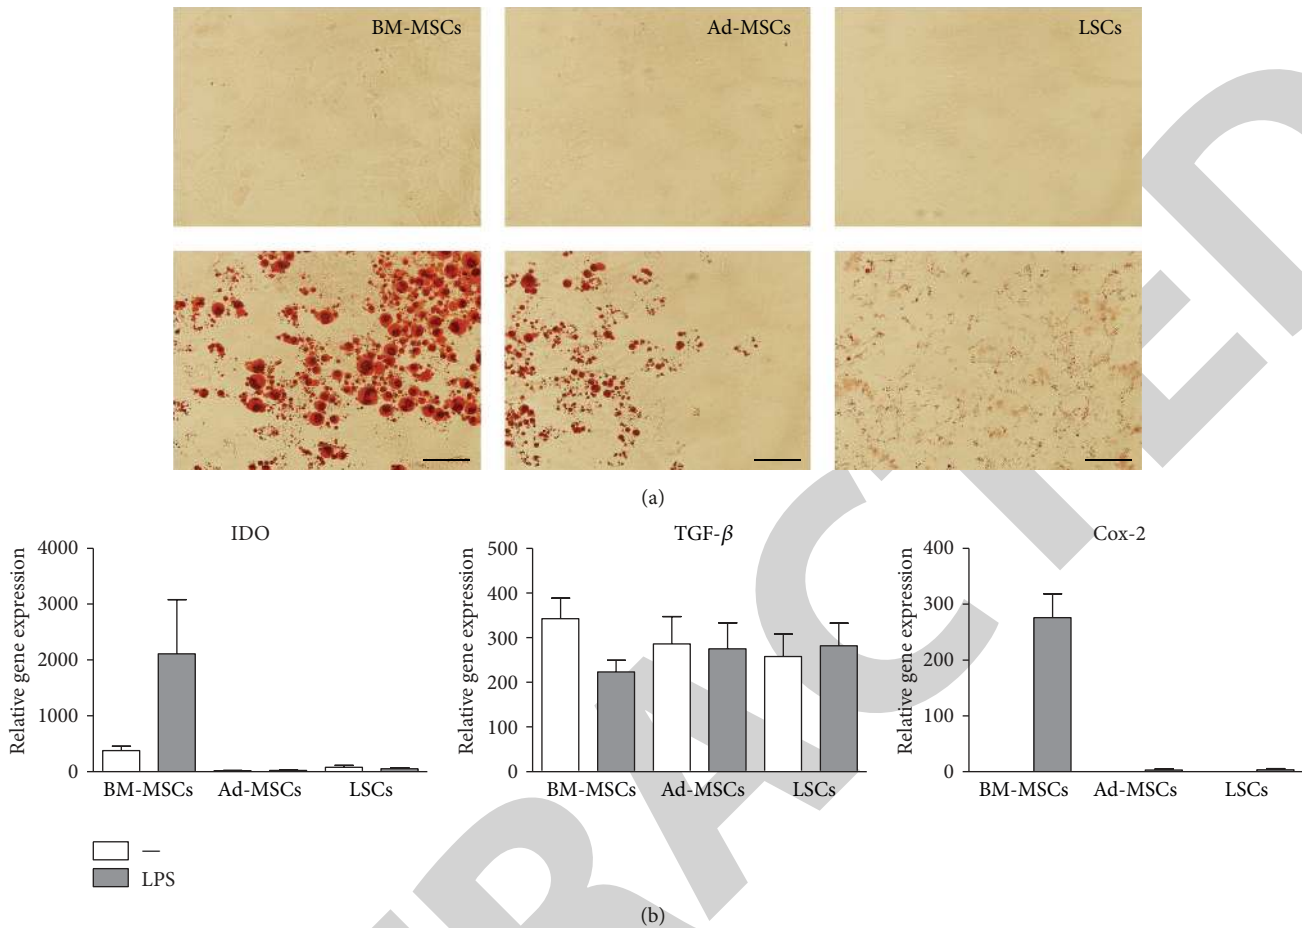 BM-MSCs
Ad-MSCs
LSCs
(a)
IDO
Relative gene expression
4000
3000
2000
1000
0
BM-MSCs
Ad-MSCs
LSCs
TGF-β
Relative gene expression
500
400
300
200
100
0
BM-MSCs
Ad-MSCs
LSCs
Cox-2
Relative gene expression
400
300
200
100
0
BM-MSCs
Ad-MSCs
LSCs
—
LPS
(b)
RACTED